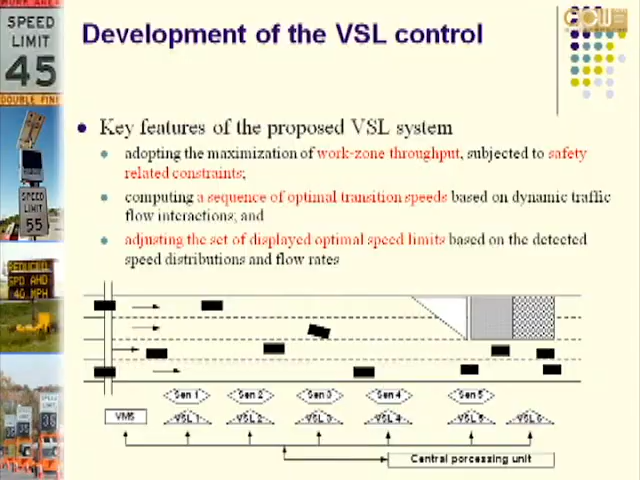 WORK AREA
SPEED
LIMIT
45
DOUBLE FINE
Development of the VSL control
Key features of the proposed VSL system
adopting the maximization of work-zone throughput, subjected to safety
related constraints;
computing a sequence of optimal transition speeds based on dynamic traffic
flow interactions; and
adjusting the set of displayed optimal speed limits based on the detected
speed distributions and flow rates
SPEED
LIMIT
55
REDUCING
SPD AHD
40 MPH
Sen 1 Sen 2 Sen 3 Sen 4 Sen 5
VMS VSL 1 VSL 2 VSL 3 VSL 4 VSL 5 VSL 6
Central porcessing unit